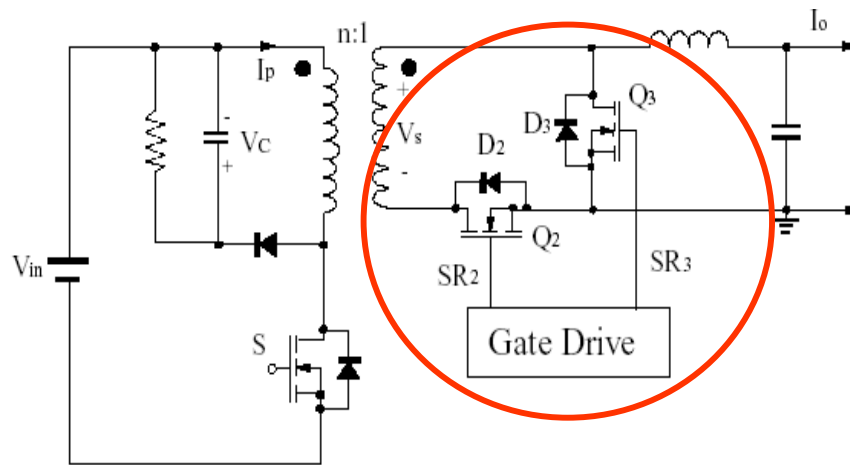 n:1
Io
Ip
Q3
D3
-
VC
+
+
Vs
-
D2
Vin
Q2
SR2
SR3
S
Gate Drive